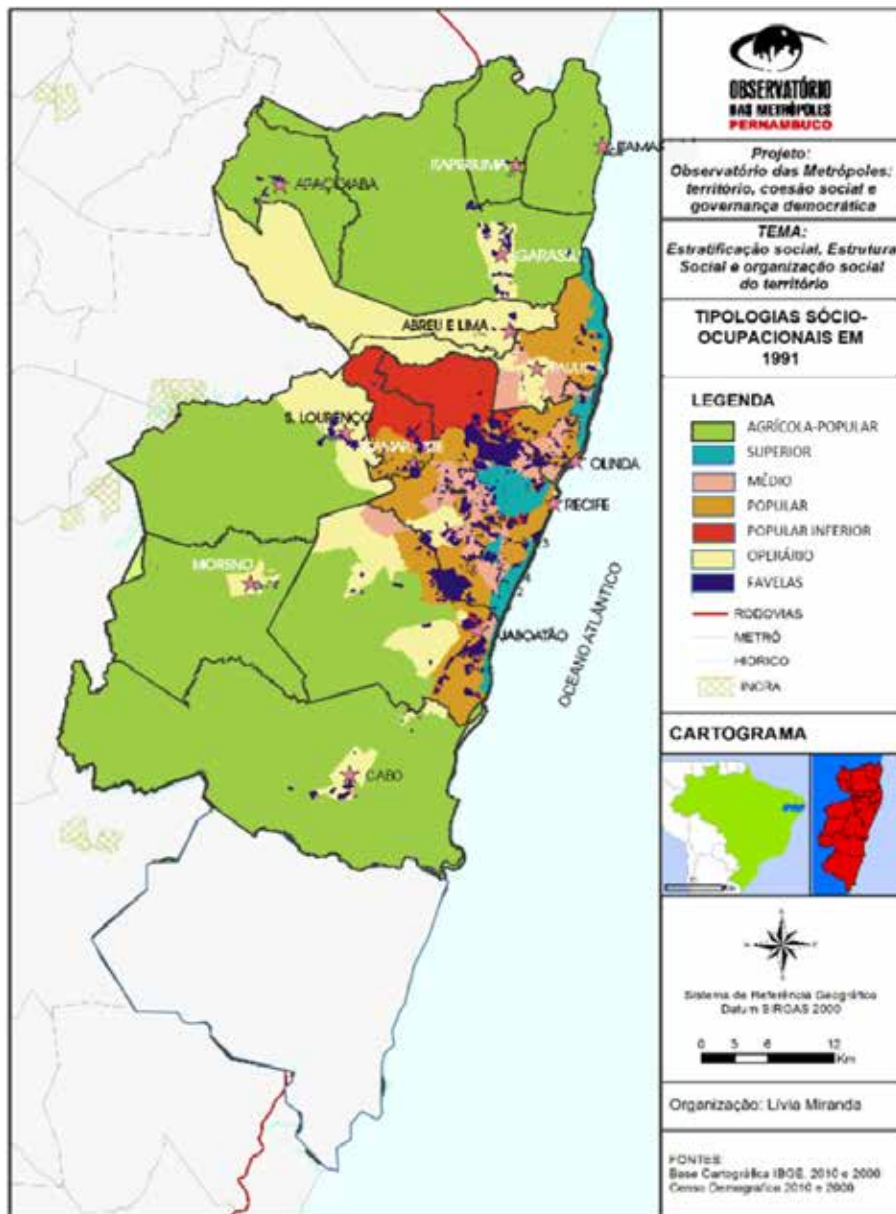 OBSERVATÓRIO
DAS METRÓPOLES
PERNAMBUCO
Projeto:
Observatório das Metrópoles:
território, coesão social e
governança democrática
TEMA:
Estratificação social, Estrutura
Social e organização social
do território
TIPOLOGIAS SÓCIO-
OCUPACIONAIS EM
1991
LEGENDA
AGRÍCOLA-POPULAR
SUPERIOR
MÉDIO
POPULAR
POPULAR INFERIOR
OPERÁRIO
FAVELAS
RODOVIAS
METRÔ
HIDRICO
INCRA
CARTOGRAMA
Sistema de Referência Geográfico
Datum SIRGAS 2000
0 3 6 12
Km
Organização: Lívia Miranda
FONTES:
Base Cartográfica IBGE, 2010 e 2000
Censo Demográfico 2010 e 2000
ITAPISSUMA
GARASSU
ABREU E LIMA
PAULISTA
S. LOURENÇO
OLINDA
RECIFE
MORENO
JABOATÃO
CABO
OCEANO ATLÂNTICO